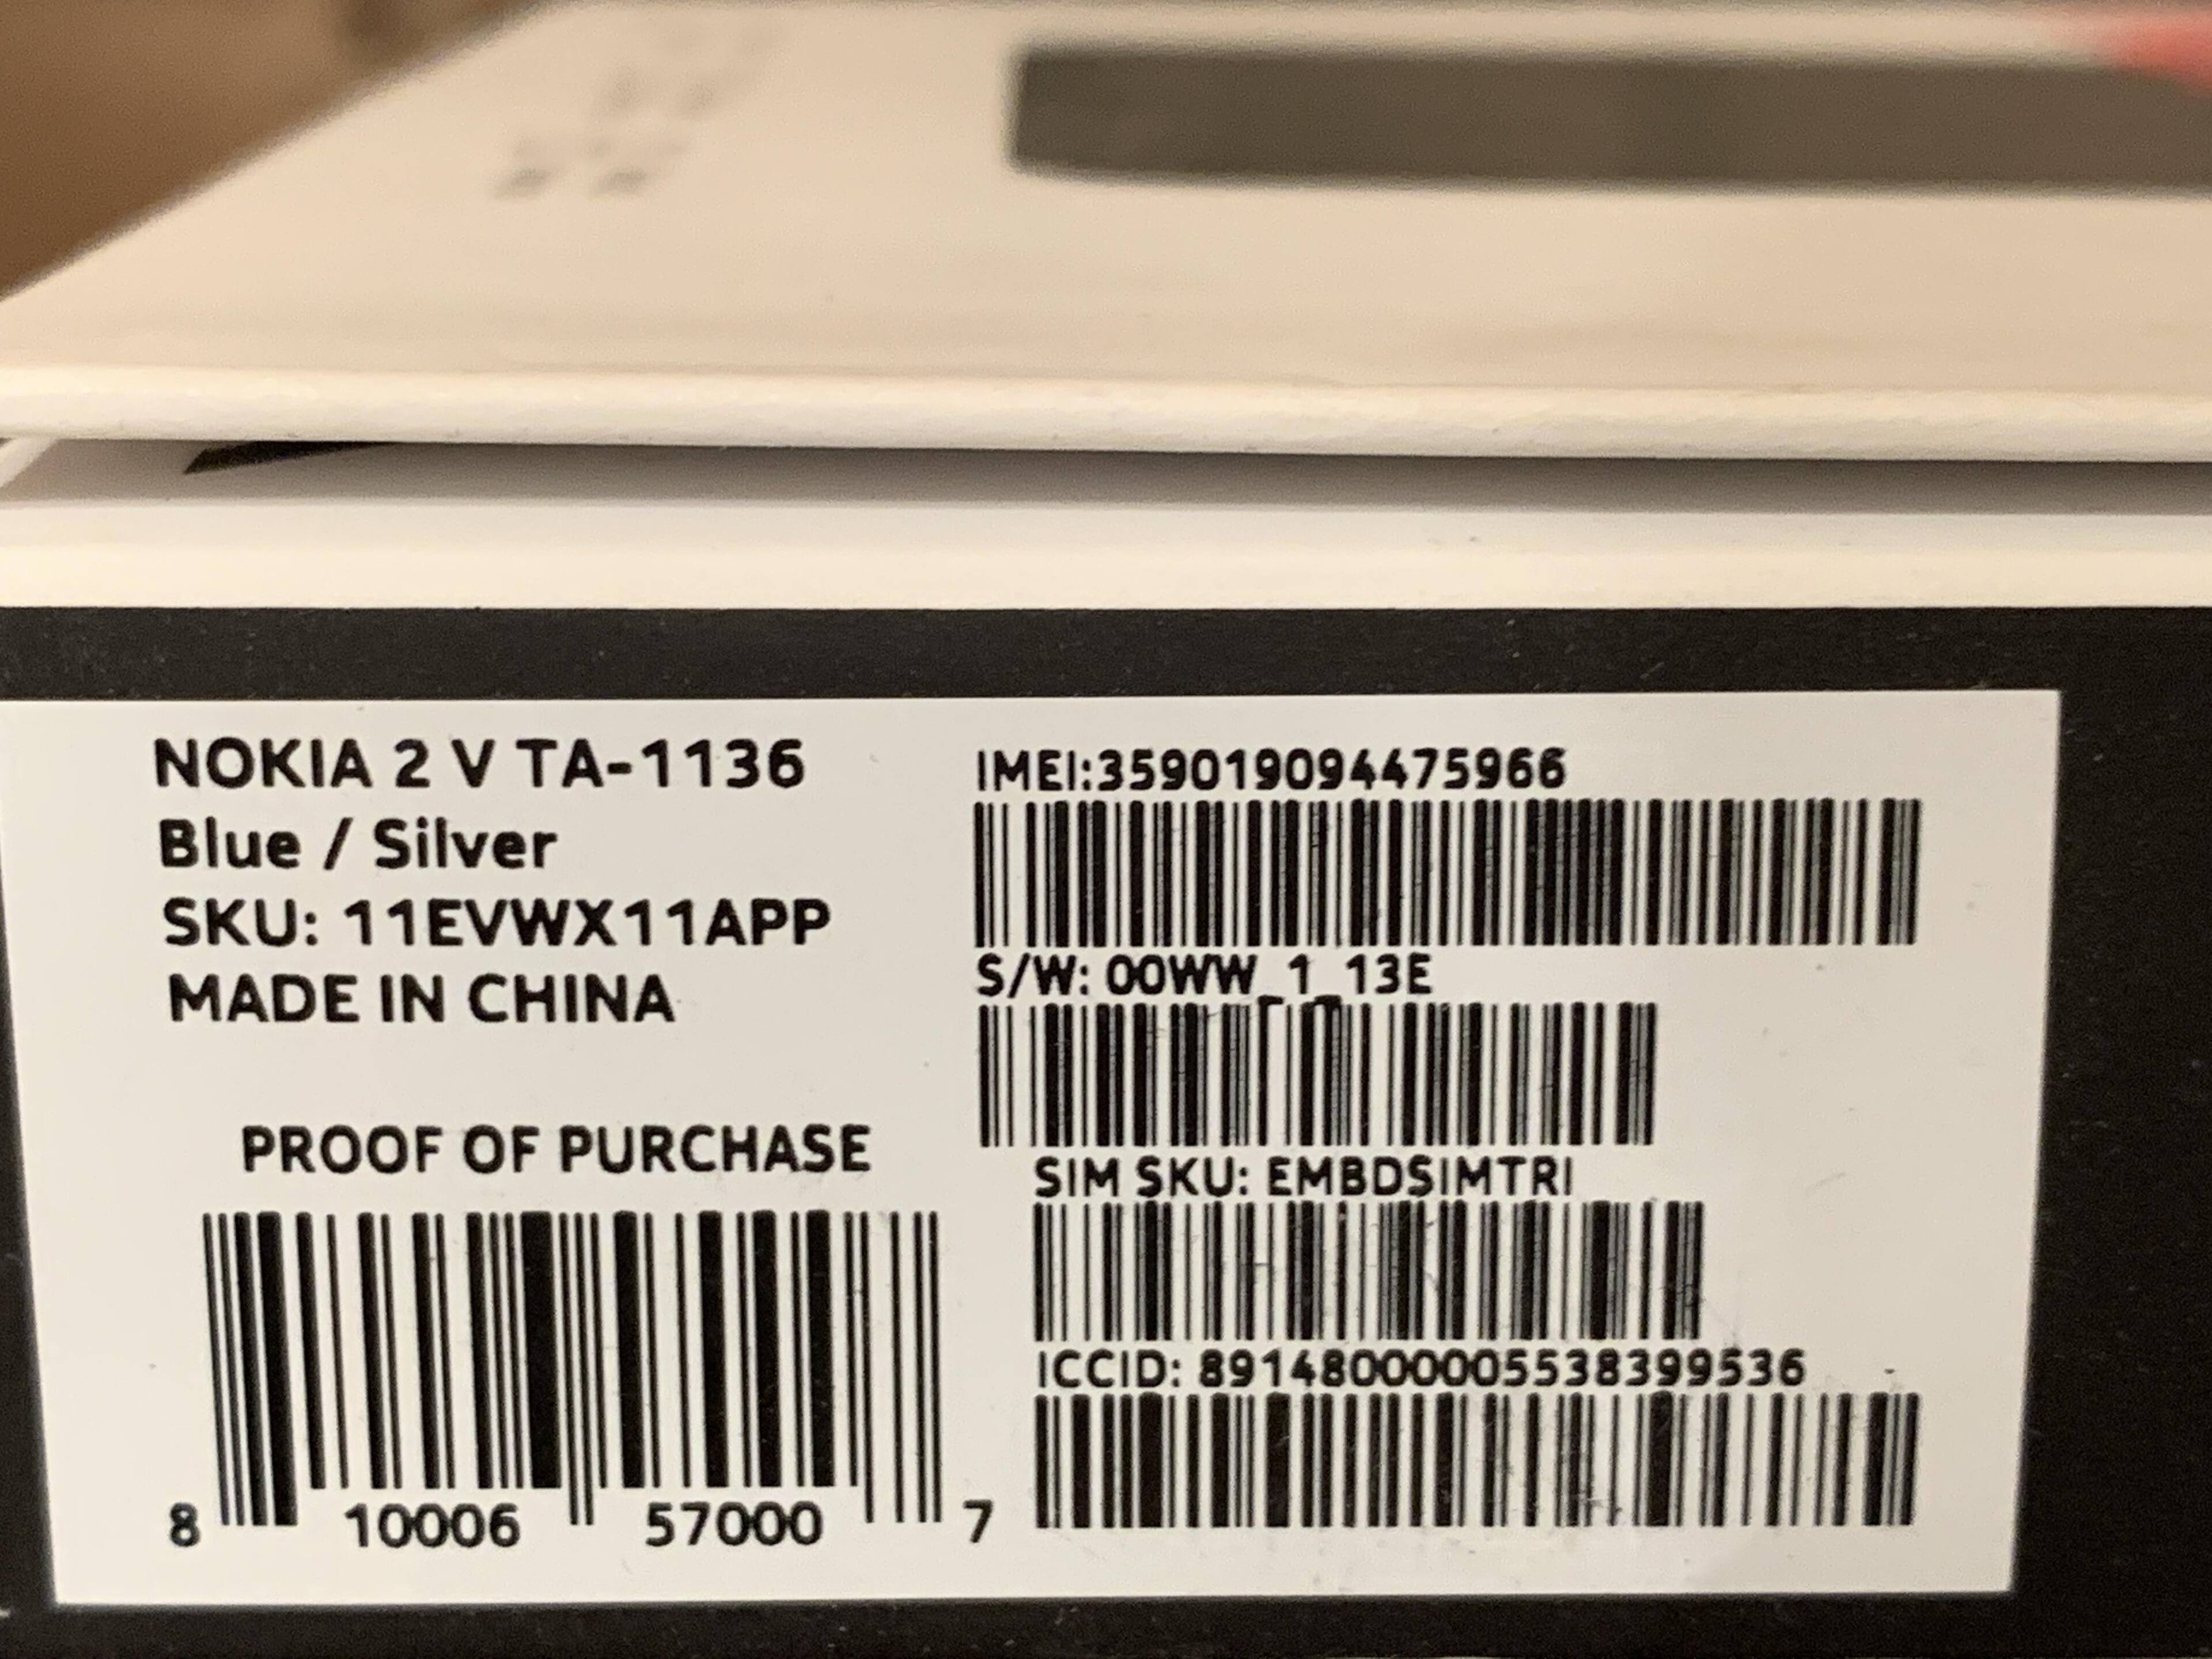 NOKIA 2 V TA-1136
Blue / Silver
SKU: 11EVWX11APP
MADE IN CHINA
PROOF OF PURCHASE
8 10006 57000 7
IMEI:359019094475966
S/W: 00WW_1_13E
SIM SKU: EMBDSIMTRI
ICCID: 89148000005538399536